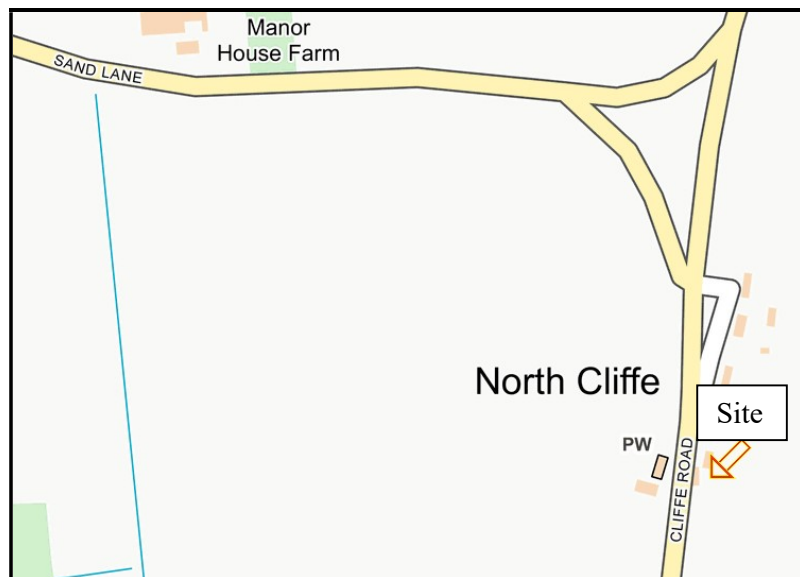 Manor
House Farm
SAND LANE
North Cliffe
Site
PW
CLIFFE ROAD